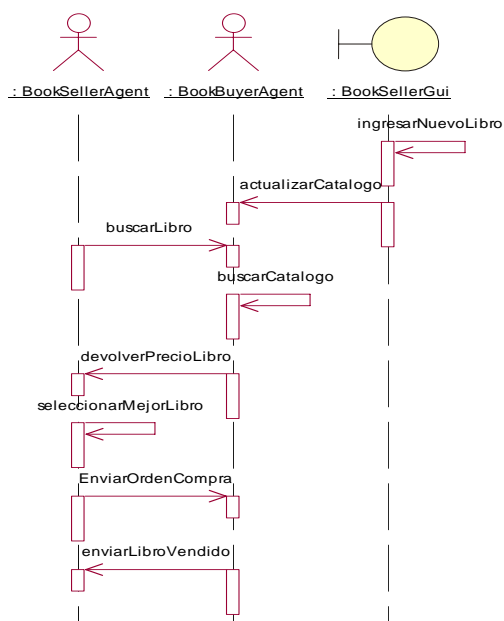 : BookSellerAgent : BookBuyerAgent : BookSellerGui
ingresarNuevoLibro
actualizarCatalogo
buscarLibro
buscarCatalogo
devolverPrecioLibro
seleccionarMejorLibro
EnviarOrdenCompra
enviarLibroVendido